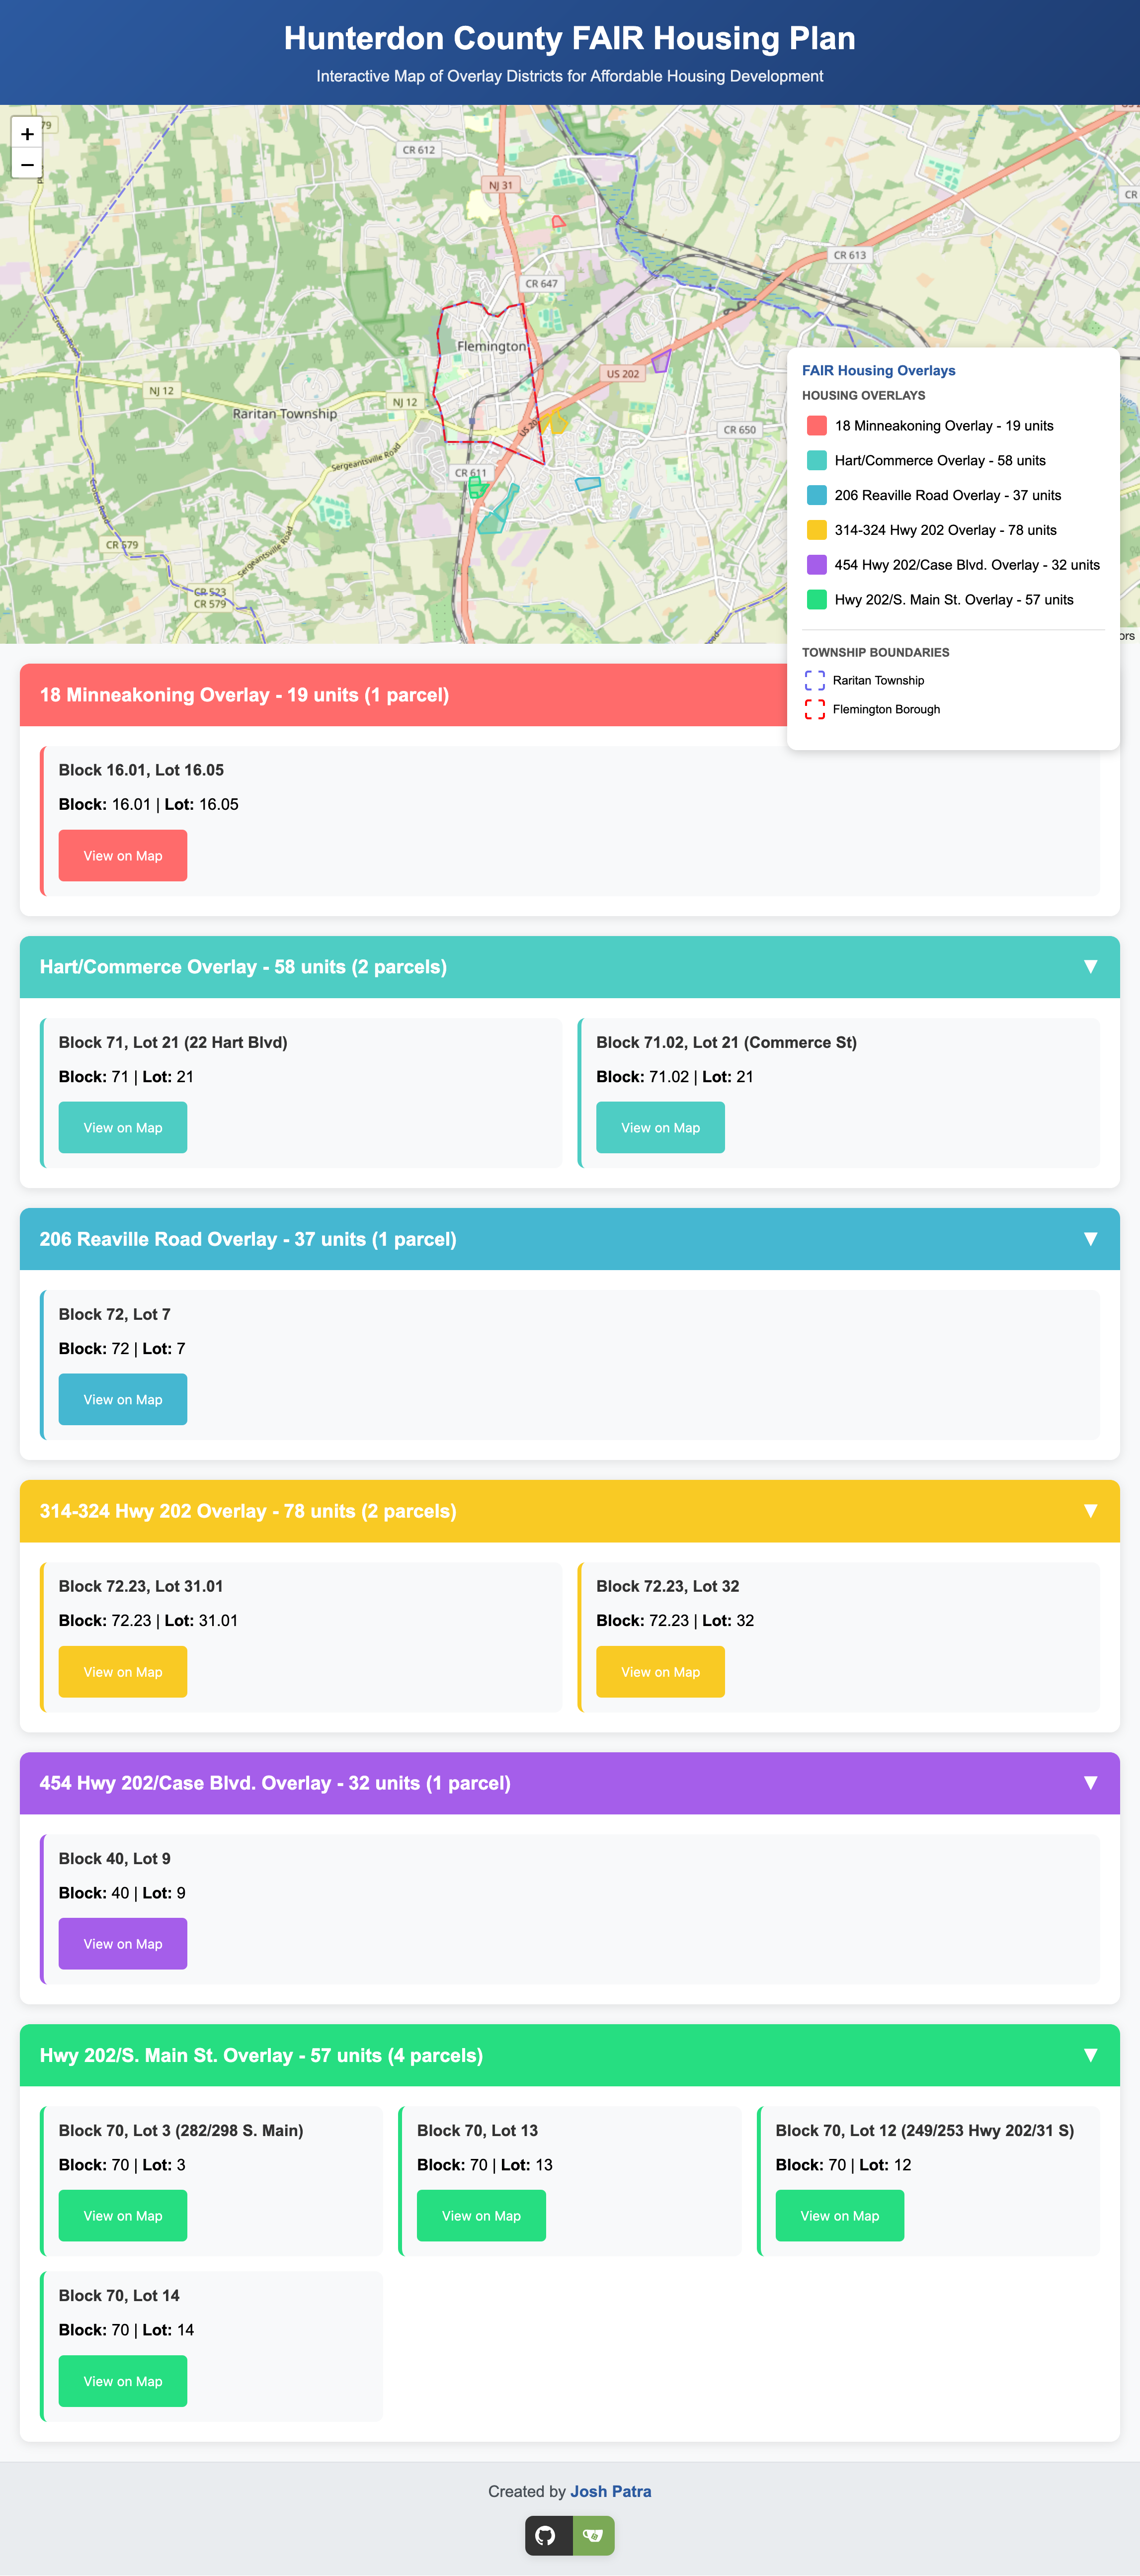 Hunterdon County FAIR Housing Plan
Interactive Map of Overlay Districts for Affordable Housing Development
+
−
79
CR 612
NJ 31
CR
CR 613
CR 647
Flemington
US 202
NJ 12
NJ 12
Raritan Township
US 20
CR 650
Sergeantsville Road
CR 611
Croton Road
Croton Road
CR 579
Sergeantsville Road
CR 523
CR 579
ors
FAIR Housing Overlays
HOUSING OVERLAYS
18 Minneakoning Overlay - 19 units
Hart/Commerce Overlay - 58 units
206 Reaville Road Overlay - 37 units
314-324 Hwy 202 Overlay - 78 units
454 Hwy 202/Case Blvd. Overlay - 32 units
Hwy 202/S. Main St. Overlay - 57 units
TOWNSHIP BOUNDARIES
Raritan Township
Flemington Borough
18 Minneakoning Overlay - 19 units (1 parcel)
Block 16.01, Lot 16.05
Block: 16.01 | Lot: 16.05
View on Map
Hart/Commerce Overlay - 58 units (2 parcels)
▼
Block 71, Lot 21 (22 Hart Blvd)
Block: 71 | Lot: 21
View on Map
Block 71.02, Lot 21 (Commerce St)
Block: 71.02 | Lot: 21
View on Map
206 Reaville Road Overlay - 37 units (1 parcel)
▼
Block 72, Lot 7
Block: 72 | Lot: 7
View on Map
314-324 Hwy 202 Overlay - 78 units (2 parcels)
▼
Block 72.23, Lot 31.01
Block: 72.23 | Lot: 31.01
View on Map
Block 72.23, Lot 32
Block: 72.23 | Lot: 32
View on Map
454 Hwy 202/Case Blvd. Overlay - 32 units (1 parcel)
▼
Block 40, Lot 9
Block: 40 | Lot: 9
View on Map
Hwy 202/S. Main St. Overlay - 57 units (4 parcels)
▼
Block 70, Lot 3 (282/298 S. Main)
Block: 70 | Lot: 3
View on Map
Block 70, Lot 13
Block: 70 | Lot: 13
View on Map
Block 70, Lot 12 (249/253 Hwy 202/31 S)
Block: 70 | Lot: 12
View on Map
Block 70, Lot 14
Block: 70 | Lot: 14
View on Map
Created by Josh Patra